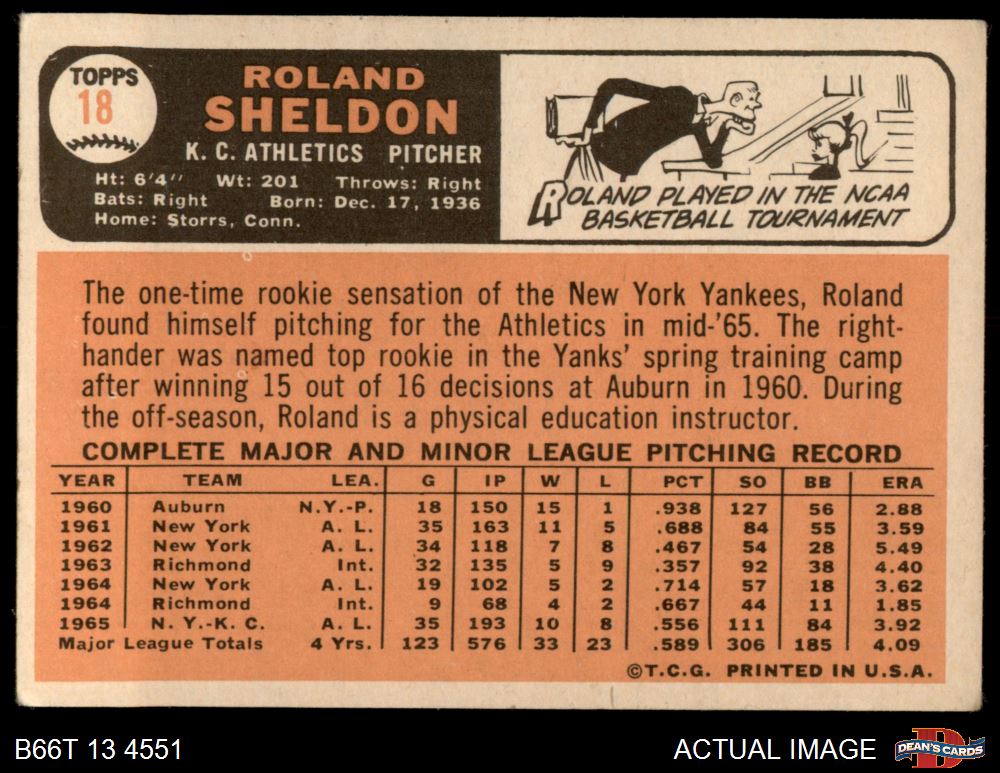 TOPPS
18
ROLAND
SHELDON
K. C. ATHLETICS PITCHER
Ht: 6'4" Wt: 201 Throws: Right
Bats: Right Born: Dec. 17, 1936
Home: Storrs, Conn.
ROLAND PLAYED IN THE NCAA
BASKETBALL TOURNAMENT
The one-time rookie sensation of the New York Yankees, Roland
found himself pitching for the Athletics in mid-'65. The right-
hander was named top rookie in the Yanks' spring training camp
after winning 15 out of 16 decisions at Auburn in 1960. During
the off-season, Roland is a physical education instructor.
COMPLETE MAJOR AND MINOR LEAGUE PITCHING RECORD
YEAR TEAM LEA. G IP W L PCT SO BB ERA
1960 Auburn N.Y.-P. 18 150 15 1 .938 127 56 2.88
1961 New York A. L. 35 163 11 5 .688 84 55 3.59
1962 New York A. L. 34 118 7 8 .467 54 28 5.49
1963 Richmond Int. 32 135 5 9 .357 92 38 4.40
1964 New York A. L. 19 102 5 2 .714 57 18 3.62
1964 Richmond Int. 9 68 4 2 .667 44 11 1.85
1965 N. Y.-K. C. A. L. 35 193 10 8 .556 111 84 3.92
Major League Totals 4 Yrs. 123 576 33 23 .589 306 185 4.09
©T.C.G. PRINTED IN U.S.A.
B66T 13 4551
ACTUAL IMAGE
D
DEAN'S CARDS